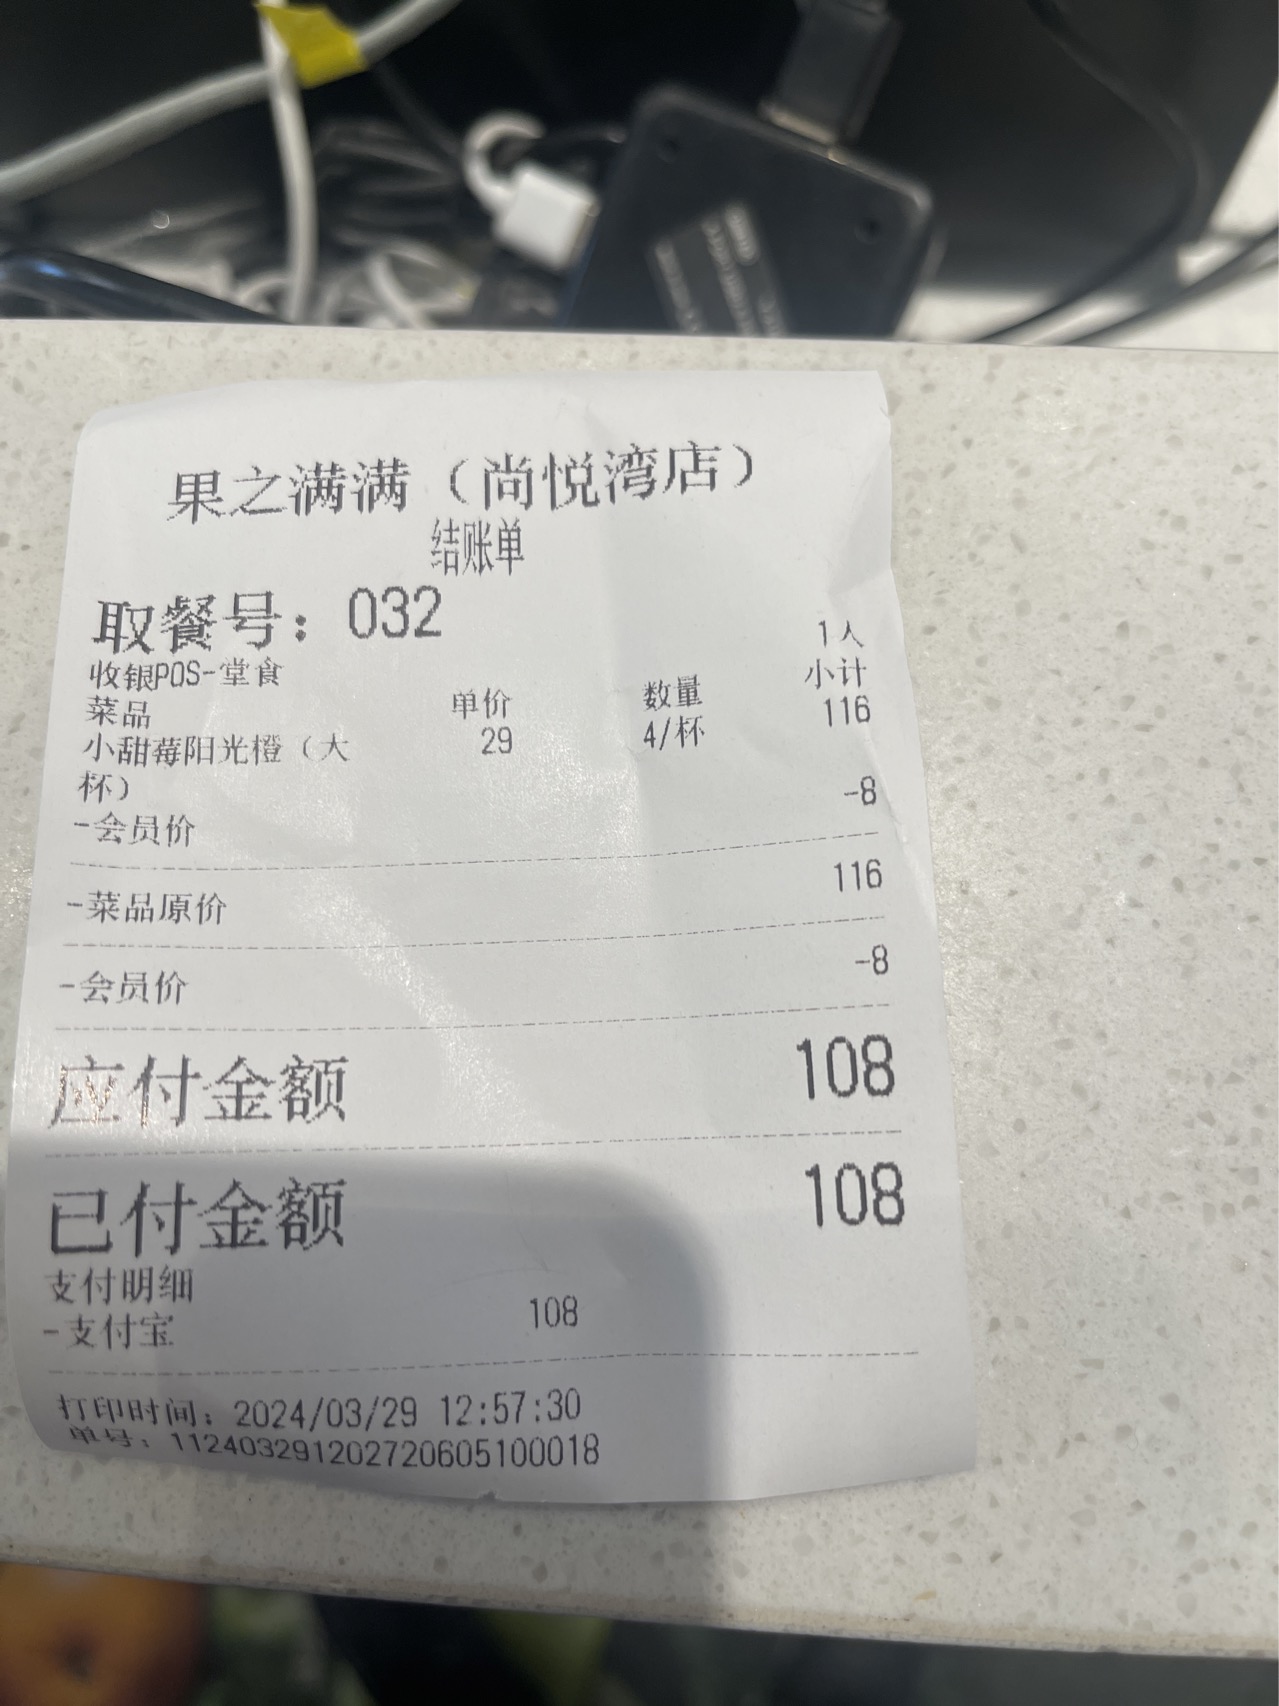 果之满满（尚悦湾店）
结账单
取餐号：032
收银POS-堂食 1人
菜品 单价 数量 小计
小甜莓阳光橙（大 29 4/杯 116
杯）
-会员价 -8
-菜品原价 116
-会员价 -8
应付金额 108
已付金额 108
支付明细
-支付宝 108
打印时间：2024/03/29 12:57:30
单号：112403291202720605100018